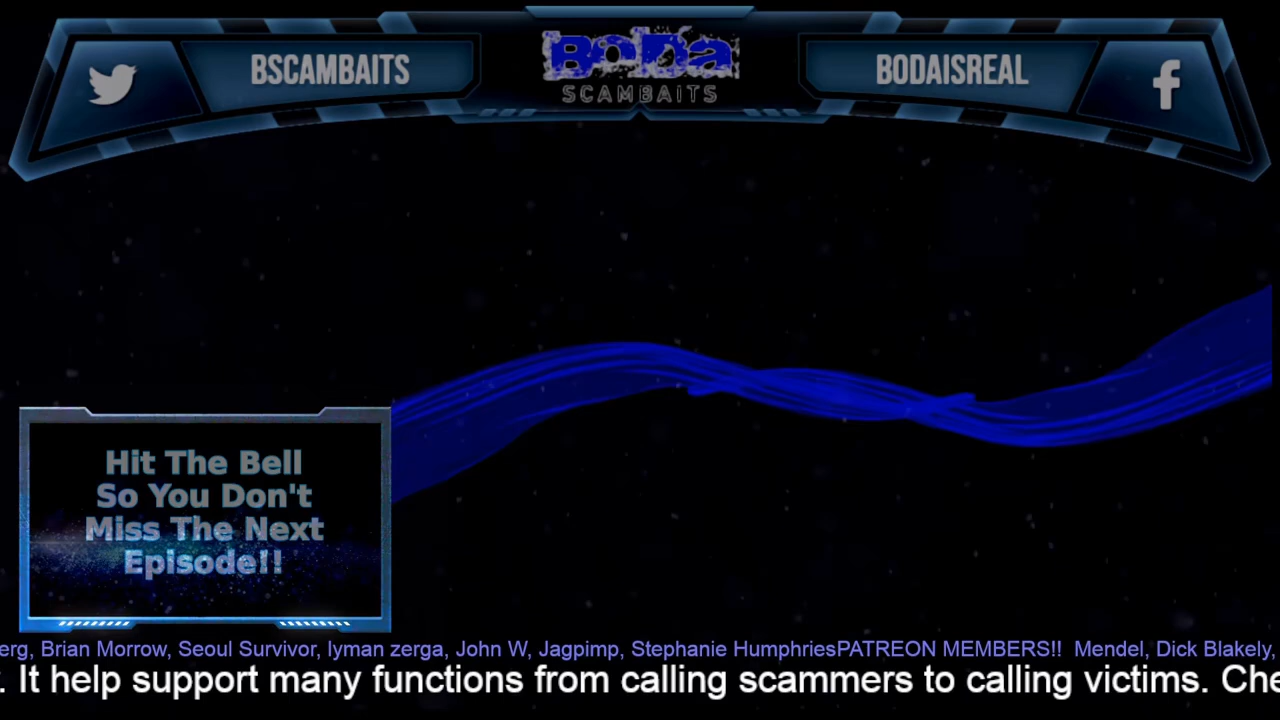 BSCAMBAITS
BoDa
SCAMBAITS
BODAISREAL
Hit The Bell
So You Don't
Miss The Next
Episode!!
erg, Brian Morrow, Seoul Survivor, lyman zerga, John W, Jagpimp, Stephanie HumphriesPATREON MEMBERS!! Mendel, Dick Blakely,
. It help support many functions from calling scammers to calling victims. Che